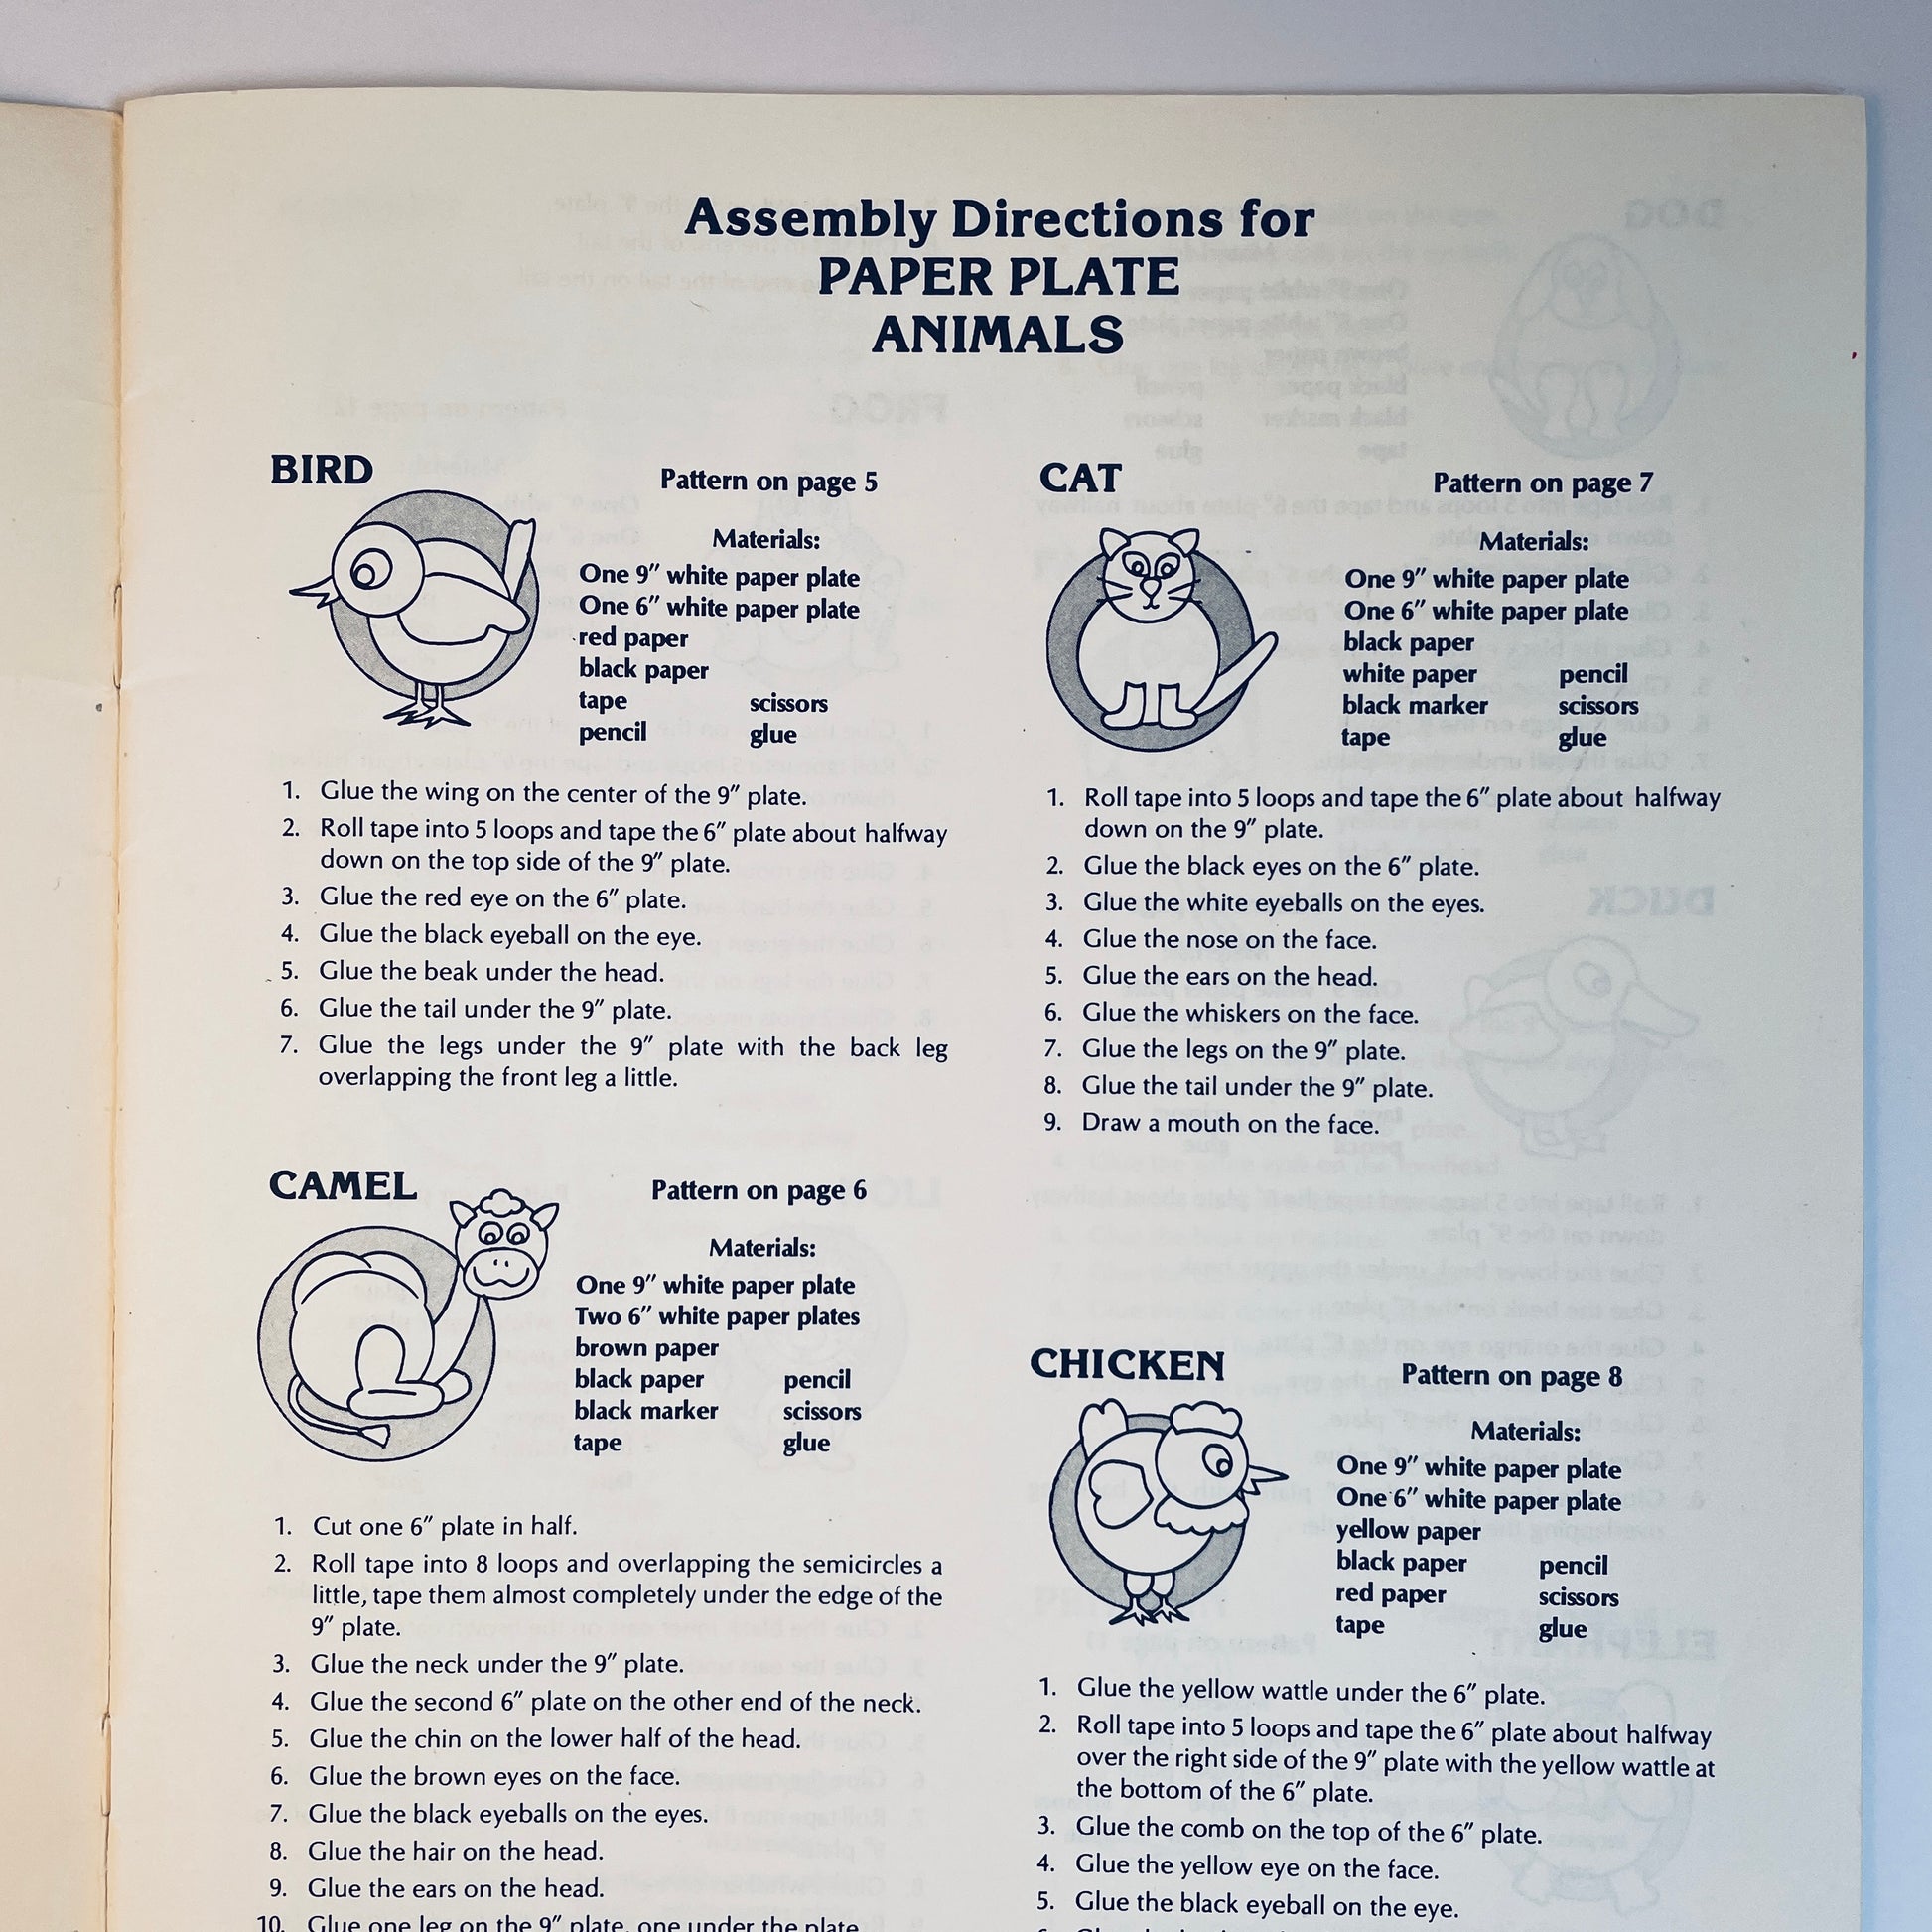 Assembly Directions for
PAPER PLATE
ANIMALS
BIRD
Pattern on page 5
Materials:
One 9″ white paper plate
One 6″ white paper plate
red paper
black paper
tape scissors
pencil glue
1. Glue the wing on the center of the 9″ plate.
2. Roll tape into 5 loops and tape the 6″ plate about halfway
down on the top side of the 9″ plate.
3. Glue the red eye on the 6″ plate.
4. Glue the black eyeball on the eye.
5. Glue the beak under the head.
6. Glue the tail under the 9″ plate.
7. Glue the legs under the 9″ plate with the back leg
overlapping the front leg a little.
CAMEL
Pattern on page 6
Materials:
One 9″ white paper plate
Two 6″ white paper plates
brown paper
black paper pencil
black marker scissors
tape glue
1. Cut one 6″ plate in half.
2. Roll tape into 8 loops and overlapping the semicircles a
little, tape them almost completely under the edge of the
9″ plate.
3. Glue the neck under the 9″ plate.
4. Glue the second 6″ plate on the other end of the neck.
5. Glue the chin on the lower half of the head.
6. Glue the brown eyes on the face.
7. Glue the black eyeballs on the eyes.
8. Glue the hair on the head.
9. Glue the ears on the head.
10. Glue one leg on the 9″ plate, one under the plate
CAT
Pattern on page 7
Materials:
One 9″ white paper plate
One 6″ white paper plate
black paper
white paper pencil
black marker scissors
tape glue
1. Roll tape into 5 loops and tape the 6″ plate about halfway
down on the 9″ plate.
2. Glue the black eyes on the 6″ plate.
3. Glue the white eyeballs on the eyes.
4. Glue the nose on the face.
5. Glue the ears on the head.
6. Glue the whiskers on the face.
7. Glue the legs on the 9″ plate.
8. Glue the tail under the 9″ plate.
9. Draw a mouth on the face.
CHICKEN
Pattern on page 8
Materials:
One 9″ white paper plate
One 6″ white paper plate
yellow paper
black paper pencil
red paper scissors
tape glue
1. Glue the yellow wattle under the 6″ plate.
2. Roll tape into 5 loops and tape the 6″ plate about halfway
over the right side of the 9″ plate with the yellow wattle at
the bottom of the 6″ plate.
3. Glue the comb on the top of the 6″ plate.
4. Glue the yellow eye on the face.
5. Glue the black eyeball on the eye.